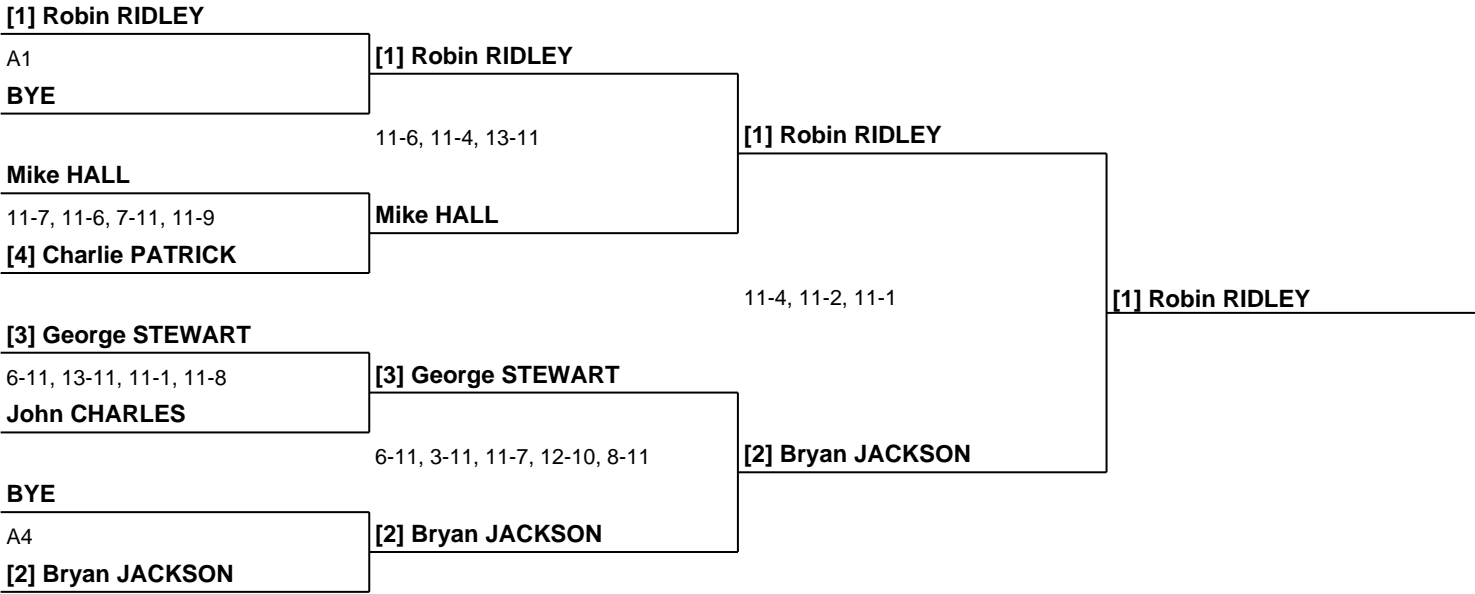 [1] Robin RIDLEY
A1
[1] Robin RIDLEY
BYE
11-6, 11-4, 13-11
[1] Robin RIDLEY
Mike HALL
11-7, 11-6, 7-11, 11-9
Mike HALL
[4] Charlie PATRICK
11-4, 11-2, 11-1
[1] Robin RIDLEY
[3] George STEWART
6-11, 13-11, 11-1, 11-8
[3] George STEWART
John CHARLES
6-11, 3-11, 11-7, 12-10, 8-11
[2] Bryan JACKSON
BYE
A4
[2] Bryan JACKSON
[2] Bryan JACKSON